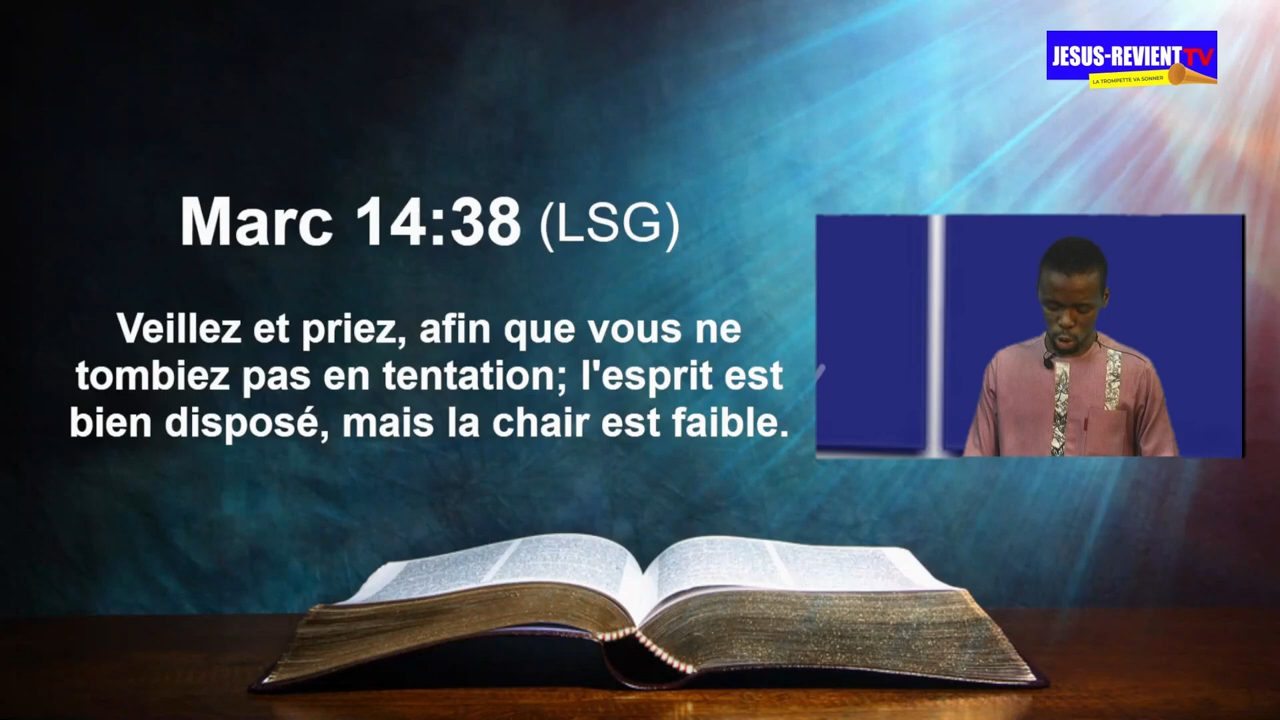 JESUS-REVIENT TV
LA TROMPETTE VA SONNER
Marc 14:38 (LSG)
Veillez et priez, afin que vous ne
tombiez pas en tentation; l'esprit est
bien disposé, mais la chair est faible.